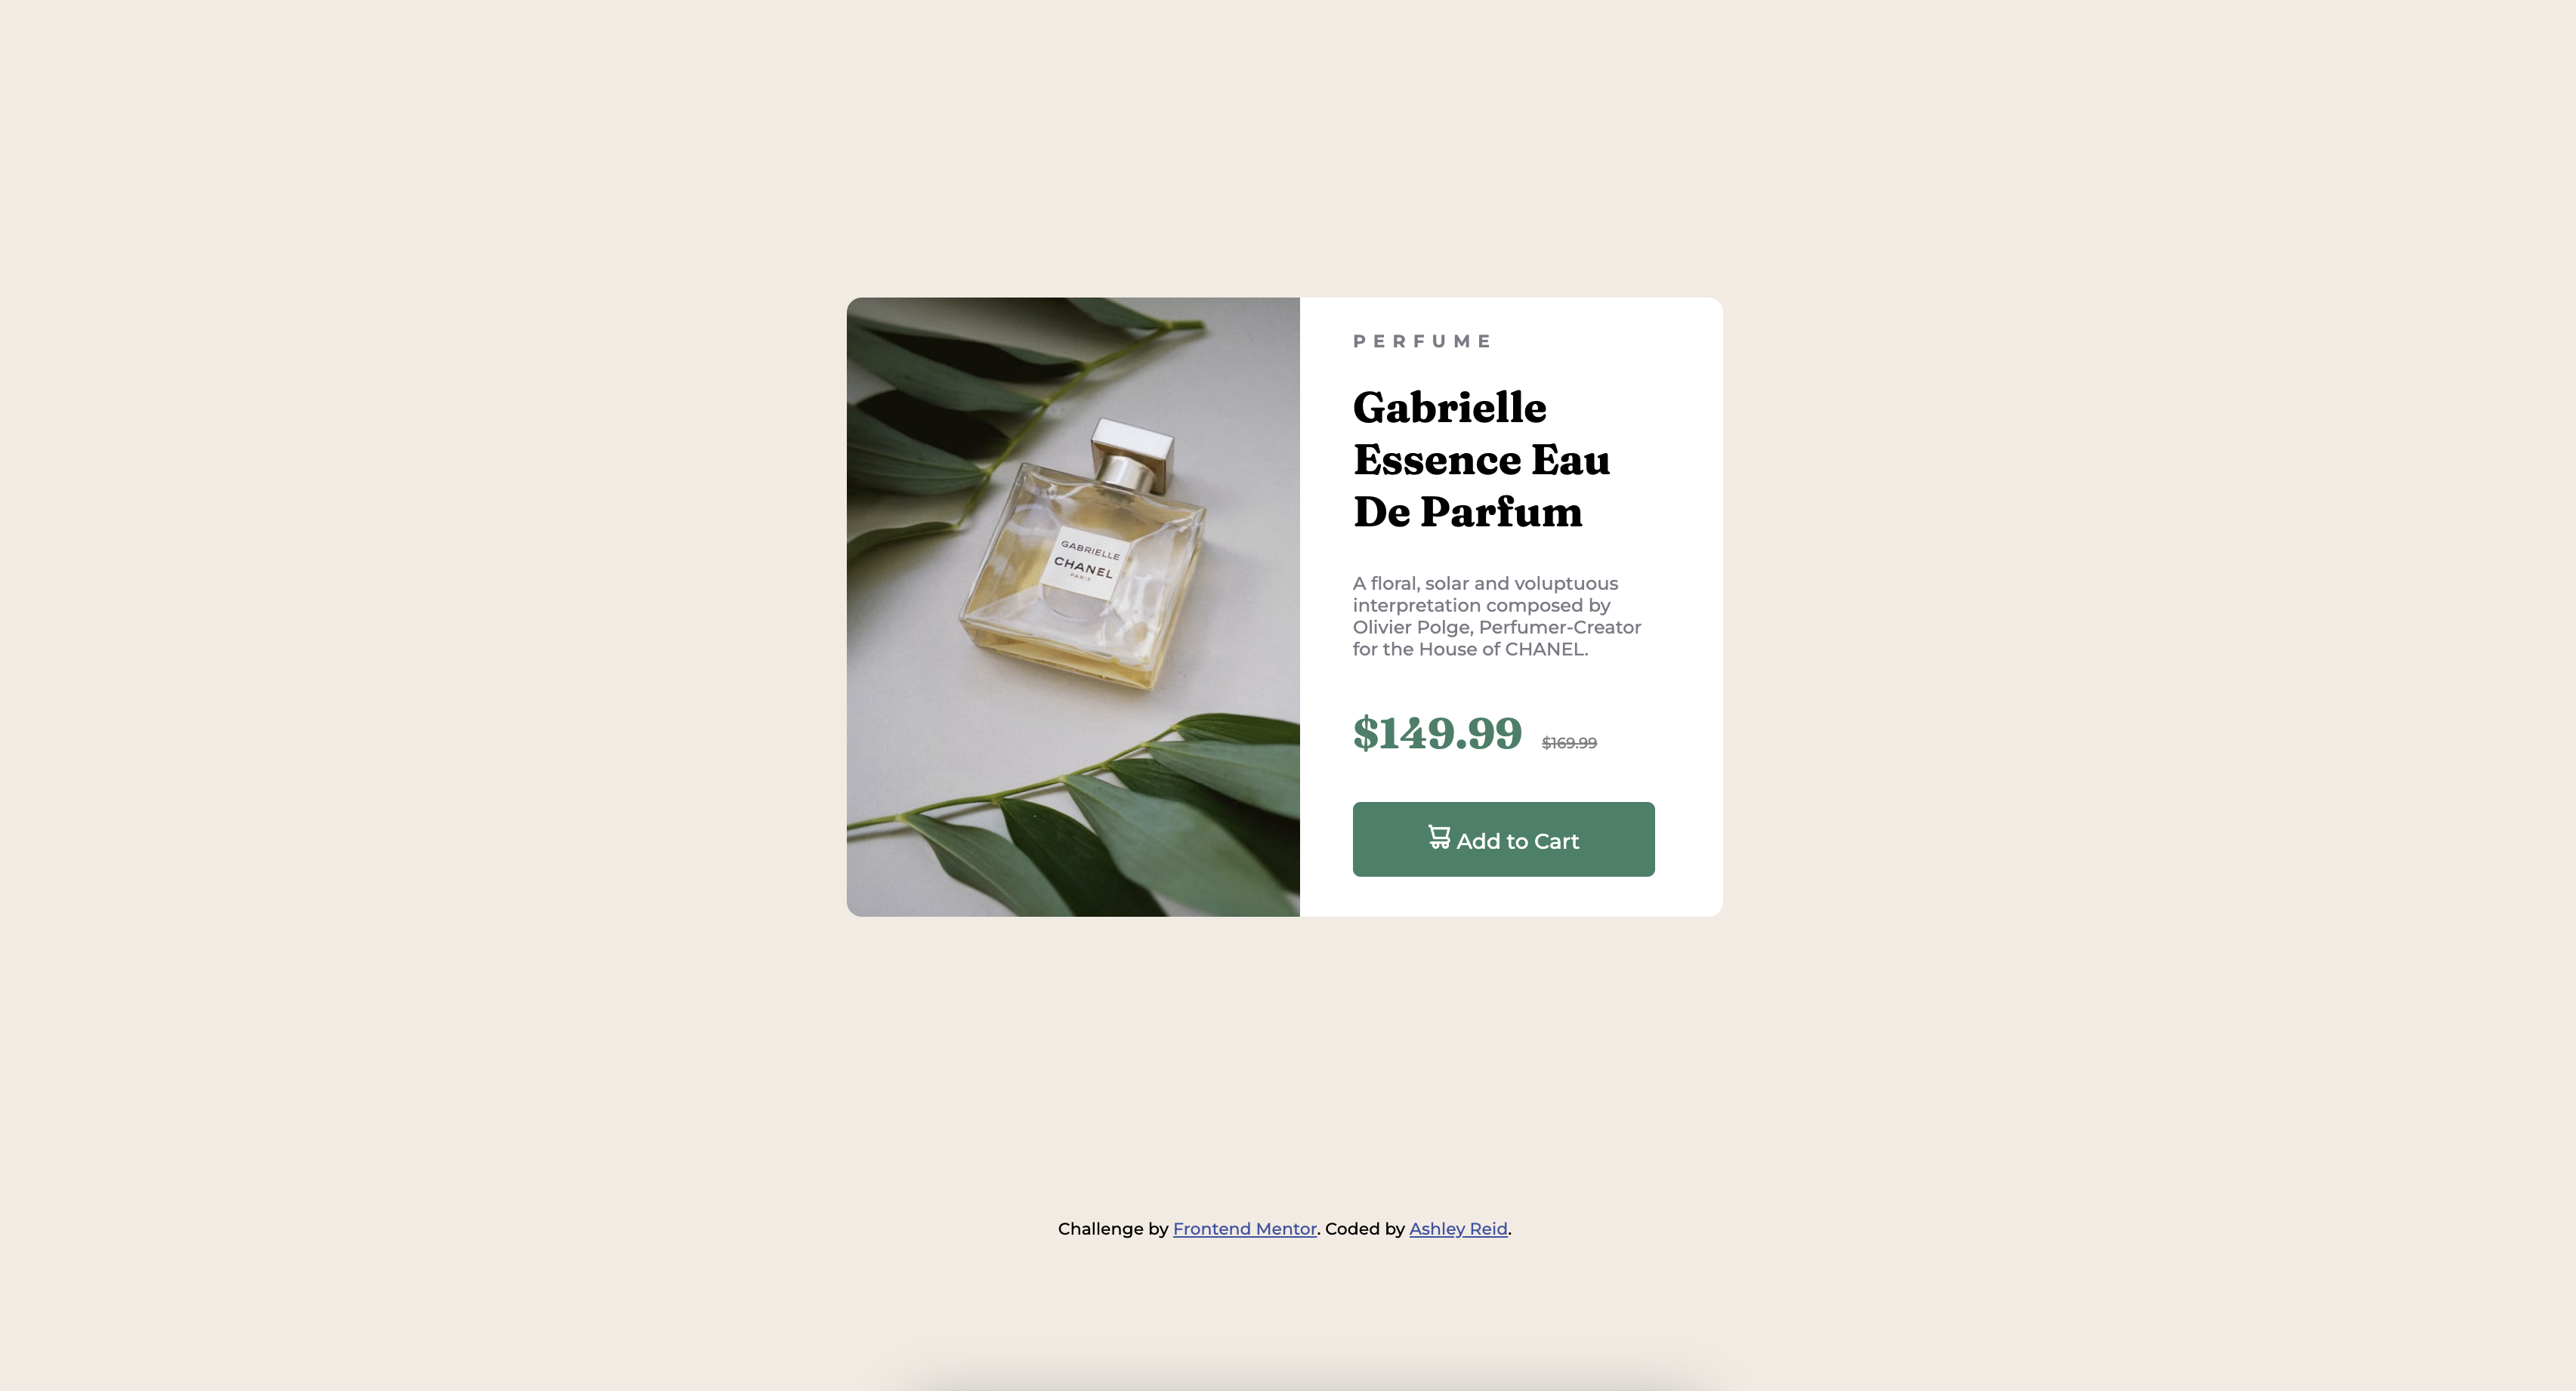 PERFUME
Gabrielle
Essence Eau
De Parfum
GABRIELLE
CHANEL
PARIS
A floral, solar and voluptuous
interpretation composed by
Olivier Polge, Perfumer-Creator
for the House of CHANEL.
$149.99 $169.99
Add to Cart
Challenge by Frontend Mentor. Coded by Ashley Reid.